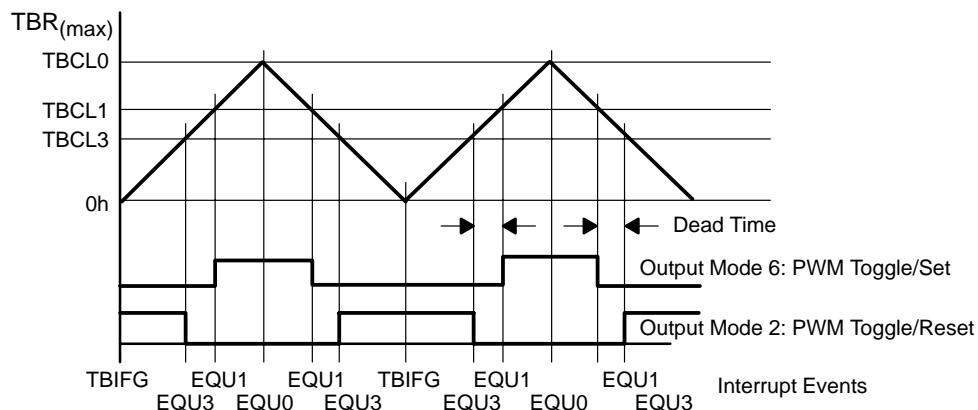 TBR(max)
TBCL0
TBCL1
TBCL3
0h
Dead Time
Output Mode 6: PWM Toggle/Set
Output Mode 2: PWM Toggle/Reset
TBIFG EQU1 EQU1 TBIFG EQU1 EQU1 Interrupt Events
EQU3 EQU0 EQU3 EQU3 EQU0 EQU3